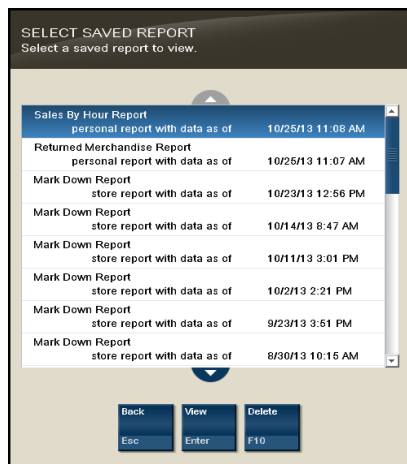 SELECT SAVED REPORT
Select a saved report to view.
Sales By Hour Report
personal report with data as of 10/25/13 11:08 AM
Returned Merchandise Report
personal report with data as of 10/25/13 11:07 AM
Mark Down Report
store report with data as of 10/23/13 12:56 PM
Mark Down Report
store report with data as of 10/14/13 8:47 AM
Mark Down Report
store report with data as of 10/11/13 3:01 PM
Mark Down Report
store report with data as of 10/2/13 2:21 PM
Mark Down Report
store report with data as of 9/23/13 3:51 PM
Mark Down Report
store report with data as of 8/30/13 10:15 AM
Back View Delete
Esc Enter F10